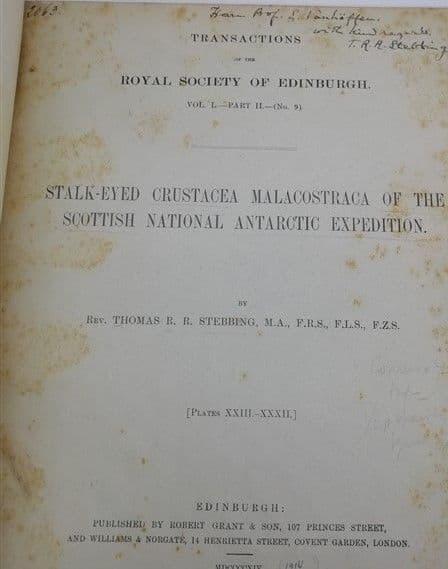 2063
Herrn Prof. E. Vanhöffen,
with kind regards,
T. R. R. Stebbing
TRANSACTIONS
OF THE
ROYAL SOCIETY OF EDINBURGH.
VOL. L.—PART II.—(No. 9).
STALK-EYED CRUSTACEA MALACOSTRACA OF THE
SCOTTISH NATIONAL ANTARCTIC EXPEDITION.
BY
REV. THOMAS R. R. STEBBING, M.A., F.R.S., F.L.S., F.Z.S.
[PLATES XXIII.-XXXII.]
EDINBURGH:
PUBLISHED BY ROBERT GRANT & SON, 107 PRINCES STREET,
AND WILLIAMS & NORGATE, 14 HENRIETTA STREET, COVENT GARDEN, LONDON.
MDCCCCXIV. (1914